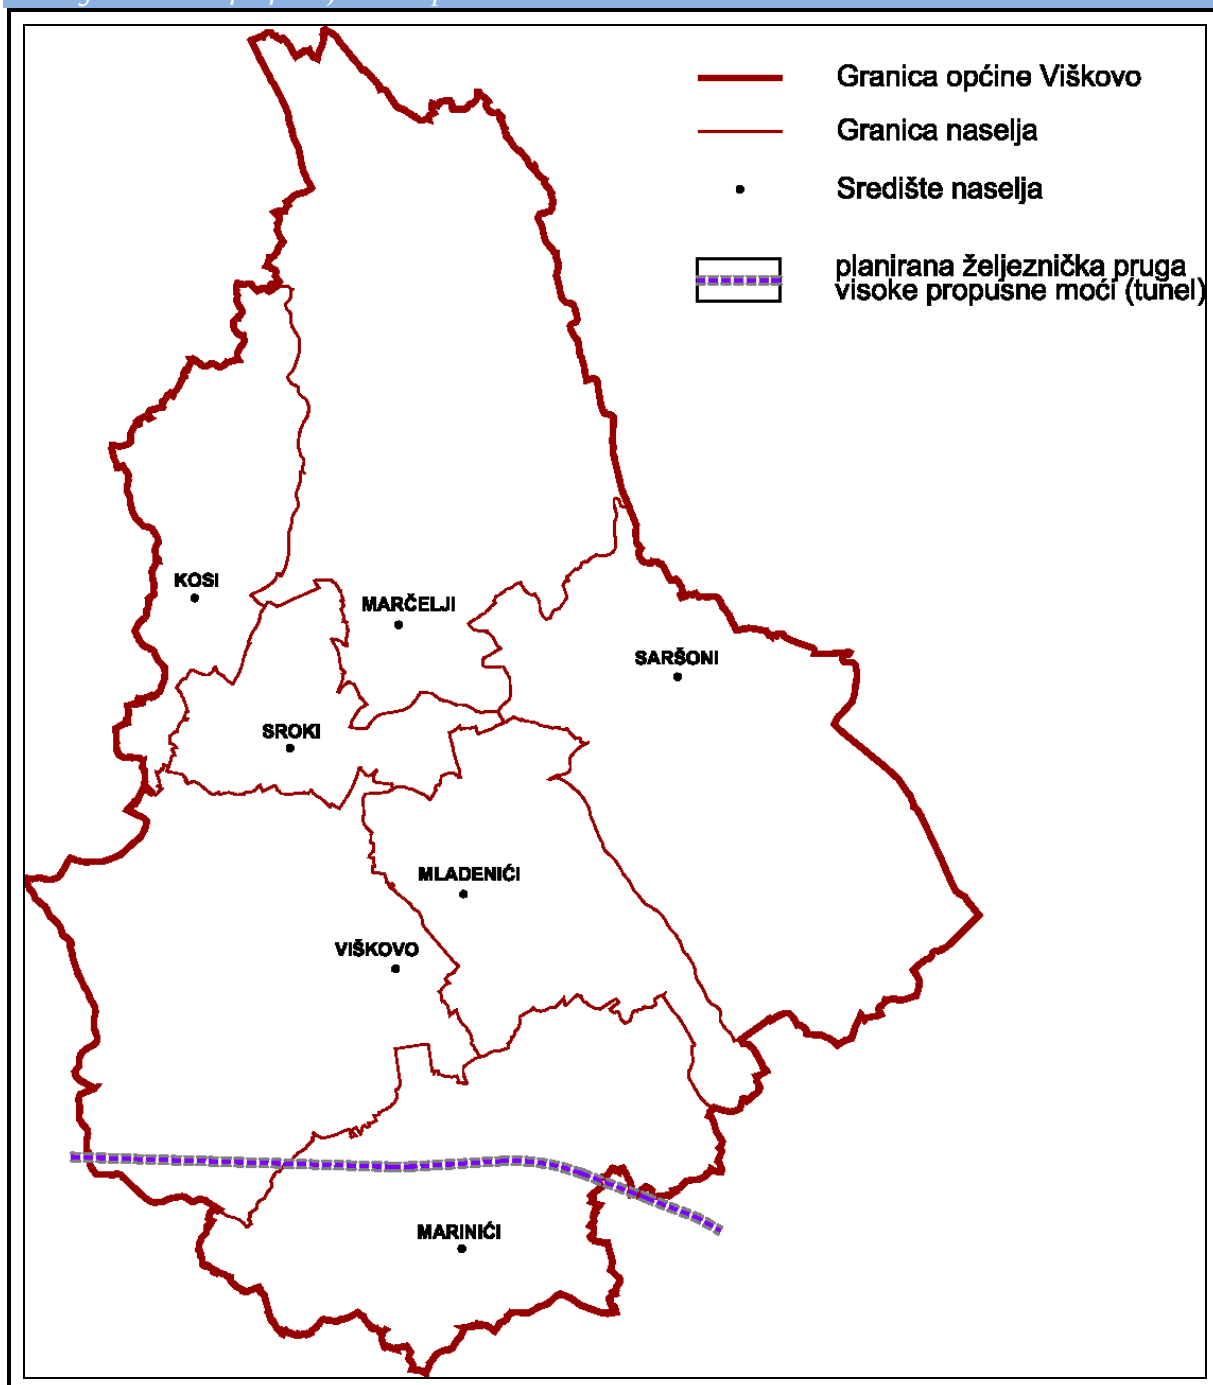 Granica općine Viškovo
Granica naselja
Središte naselja
planirana željeznička pruga
visoke propusne moći (tunel)
KOSI
MARČELJI
SARŠONI
SROKI
MLADENIĆI
VIŠKOVO
MARINIĆI